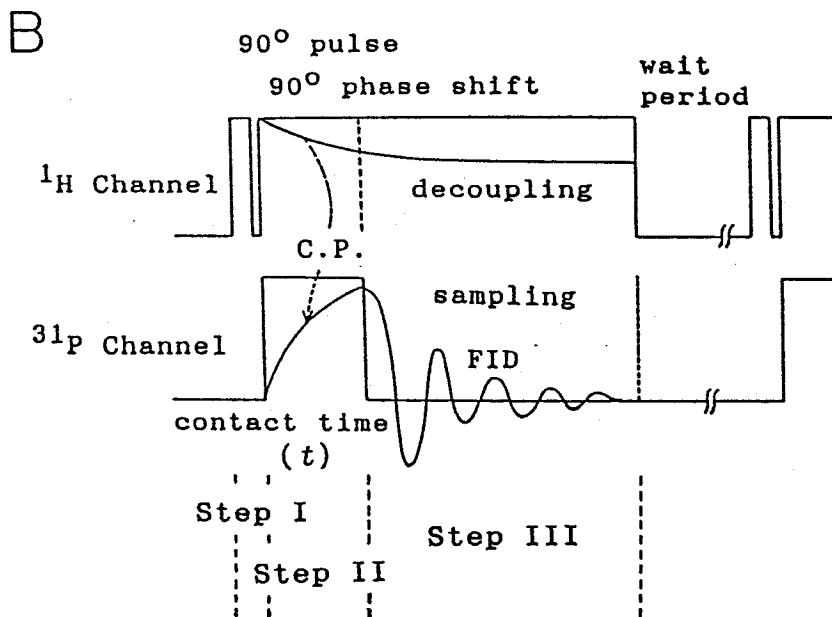 B
90° pulse
90° phase shift
wait
period
¹H Channel
decoupling
C.P.
sampling
³¹P Channel
FID
contact time
(t)
Step I
Step II
Step III